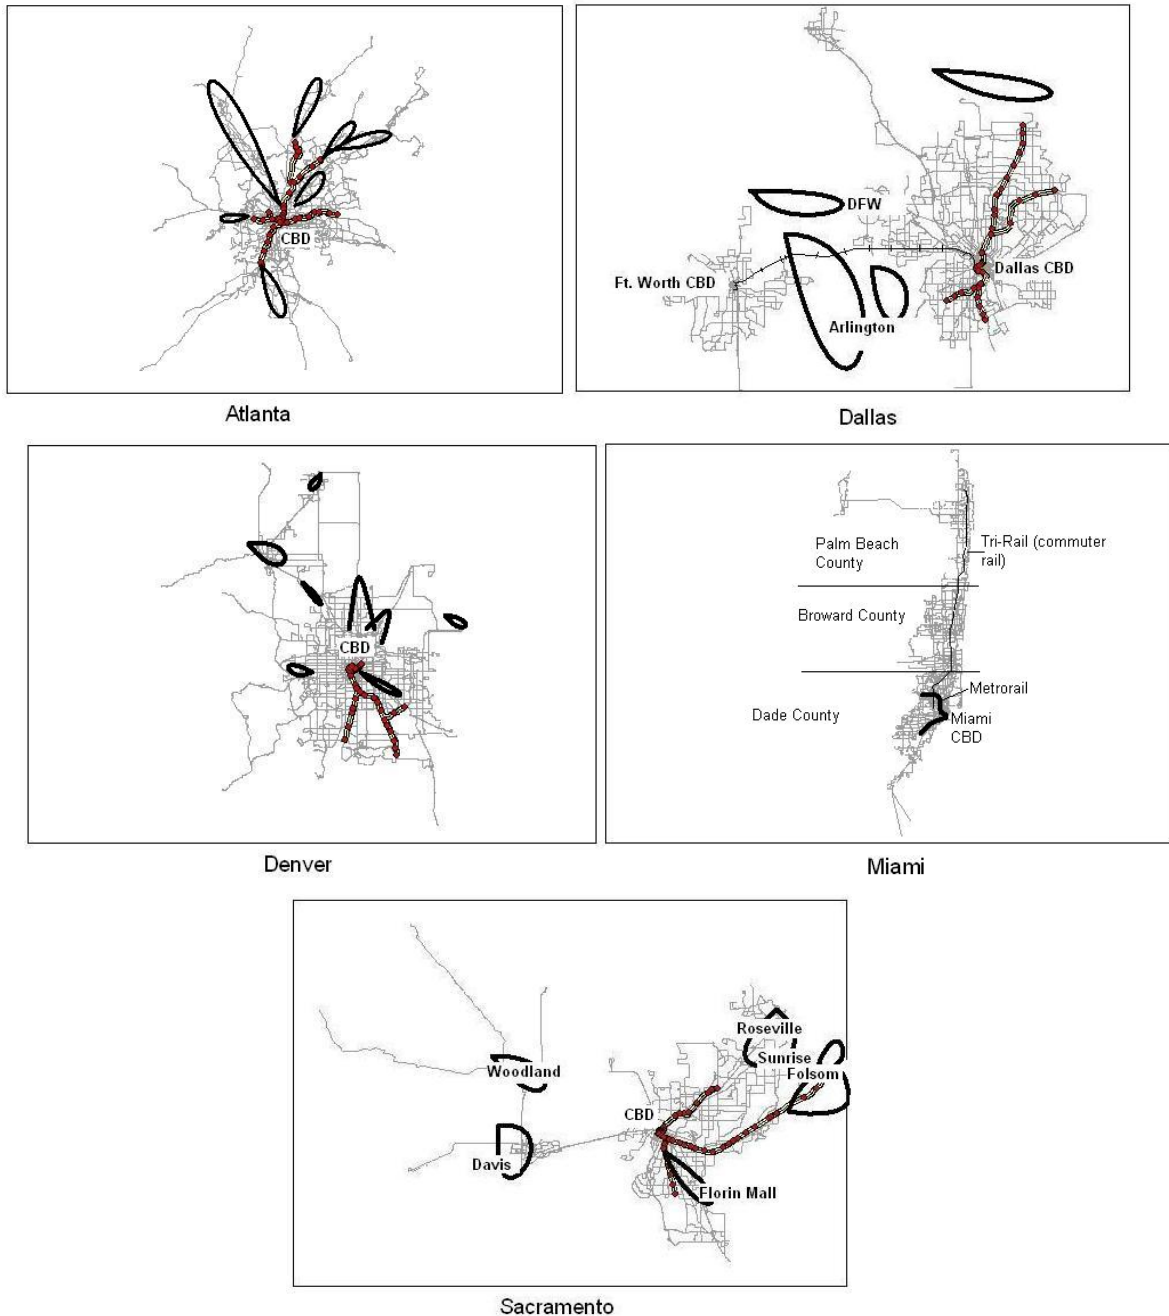 CBD
Atlanta
DFW
Ft. Worth CBD
Dallas CBD
Arlington
Dallas
CBD
Denver
Palm Beach
County
Tri-Rail (commuter
rail)
Broward County
Metrorail
Dade County
Miami
CBD
Miami
Roseville
Sunrise
Woodland
Folsom
CBD
Davis
Florin Mall
Sacramento